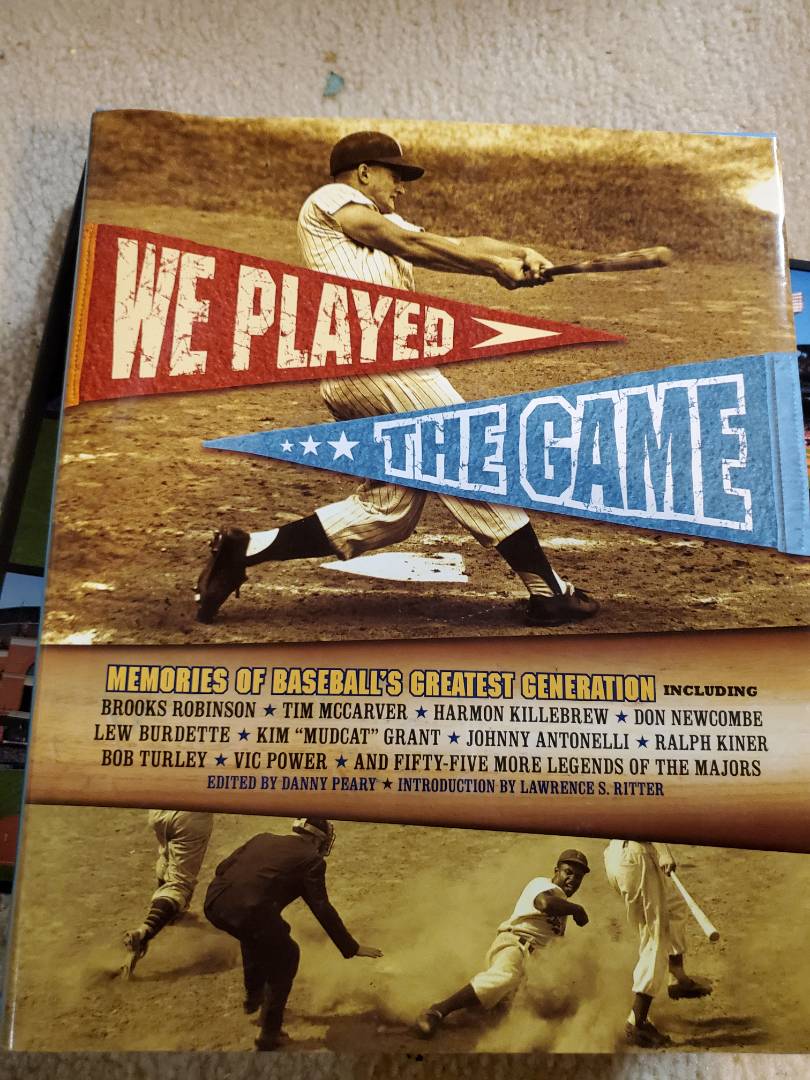 WE PLAYED
THE GAME
MEMORIES OF BASEBALL'S GREATEST GENERATION INCLUDING
BROOKS ROBINSON ★ TIM MCCARVER ★ HARMON KILLEBREW ★ DON NEWCOMBE
LEW BURDETTE ★ KIM "MUDCAT" GRANT ★ JOHNNY ANTONELLI ★ RALPH KINER
BOB TURLEY ★ VIC POWER ★ AND FIFTY-FIVE MORE LEGENDS OF THE MAJORS
EDITED BY DANNY PEARY ★ INTRODUCTION BY LAWRENCE S. RITTER